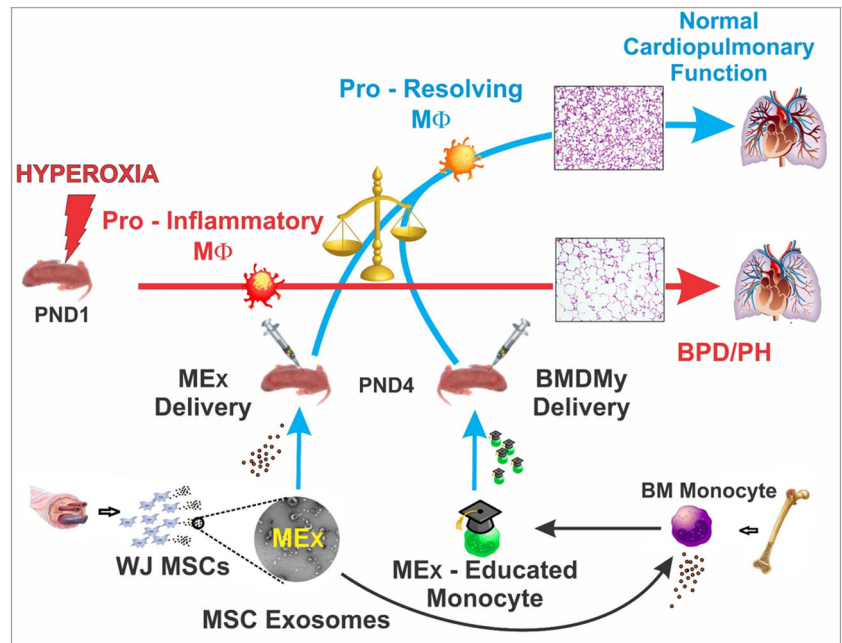 Normal
Cardiopulmonary
Function
Pro - Resolving
MΦ
HYPEROXIA
Pro - Inflammatory
MΦ
PND1
BPD/PH
MEx
Delivery
PND4
BMDMy
Delivery
BM Monocyte
MEx
WJ MSCs
MEx - Educated
Monocyte
MSC Exosomes